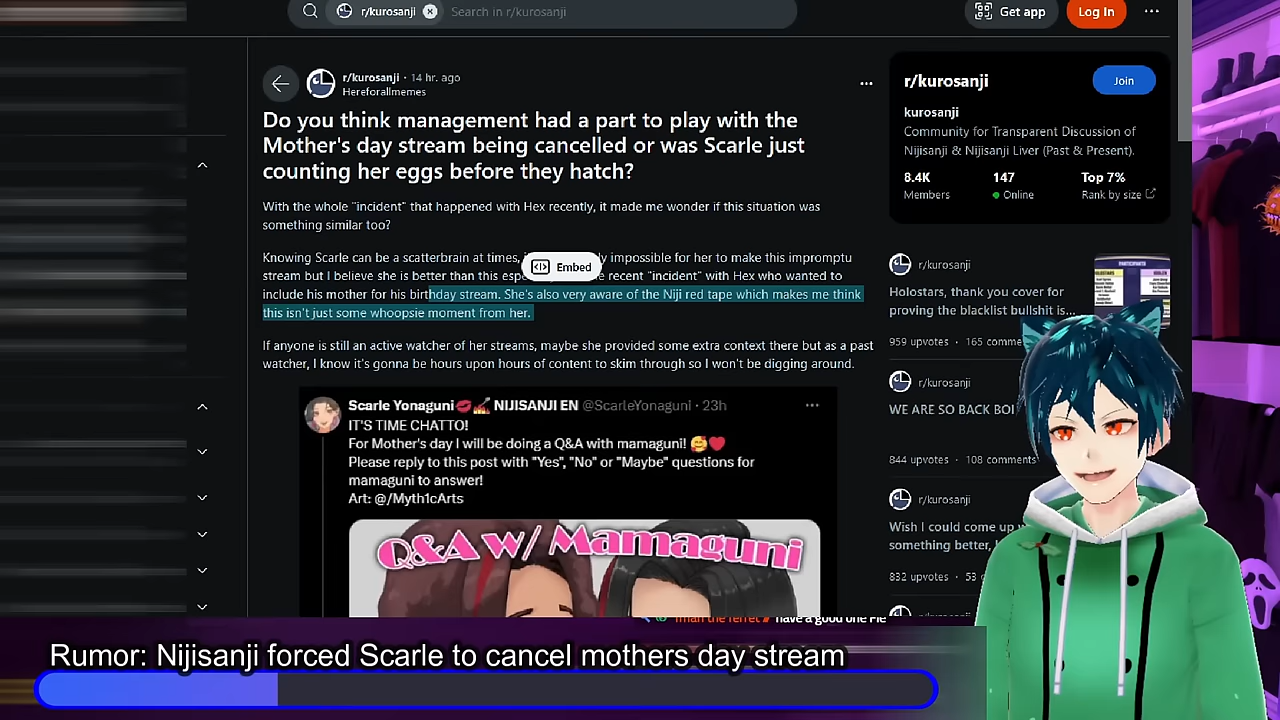 r/kurosanji
Search in r/kurosanji
Get app
Log In
r/kurosanji • 14 hr. ago
Hereforallmemes
Do you think management had a part to play with the
Mother's day stream being cancelled or was Scarle just
counting her eggs before they hatch?
With the whole "incident" that happened with Hex recently, it made me wonder if this situation was
something similar too?
Knowing Scarle can be a scatterbrain at times, impossible for her to make this impromptu
stream but I believe she is better than this recent "incident" with Hex who wanted to
include his mother for his birthday stream. She's also very aware of the Niji red tape which makes me think
this isn't just some whoopsie moment from her.
Embed
If anyone is still an active watcher of her streams, maybe she provided some extra context there but as a past
watcher, I know it's gonna be hours upon hours of content to skim through so I won't be digging around.
Scarle Yonaguni💋💅 NIJISANJI EN @ScarleYonaguni · 23h
IT'S TIME CHATTO!
For Mother's day I will be doing a Q&A with mamaguni! 🥰❤️
Please reply to this post with "Yes", "No" or "Maybe" questions for
mamaguni to answer!
Art: @/Myth1cArts
Q&A w/ Mamaguni
r/kurosanji
Join
kurosanji
Community for Transparent Discussion of
Nijisanji & Nijisanji Liver (Past & Present).
8.4K
147
Top 7%
Members
Online
Rank by size
r/kurosanji
Holostars, thank you cover for
proving the blacklist bullshit is...
959 upvotes • 165
r/kurosanji
WE ARE SO BACK
844 upvotes • 108 comments
r/kurosanji
Wish I could come up
something better,
832 upvotes • 53
have a good one
Rumor: Nijisanji forced Scarle to cancel mothers day stream